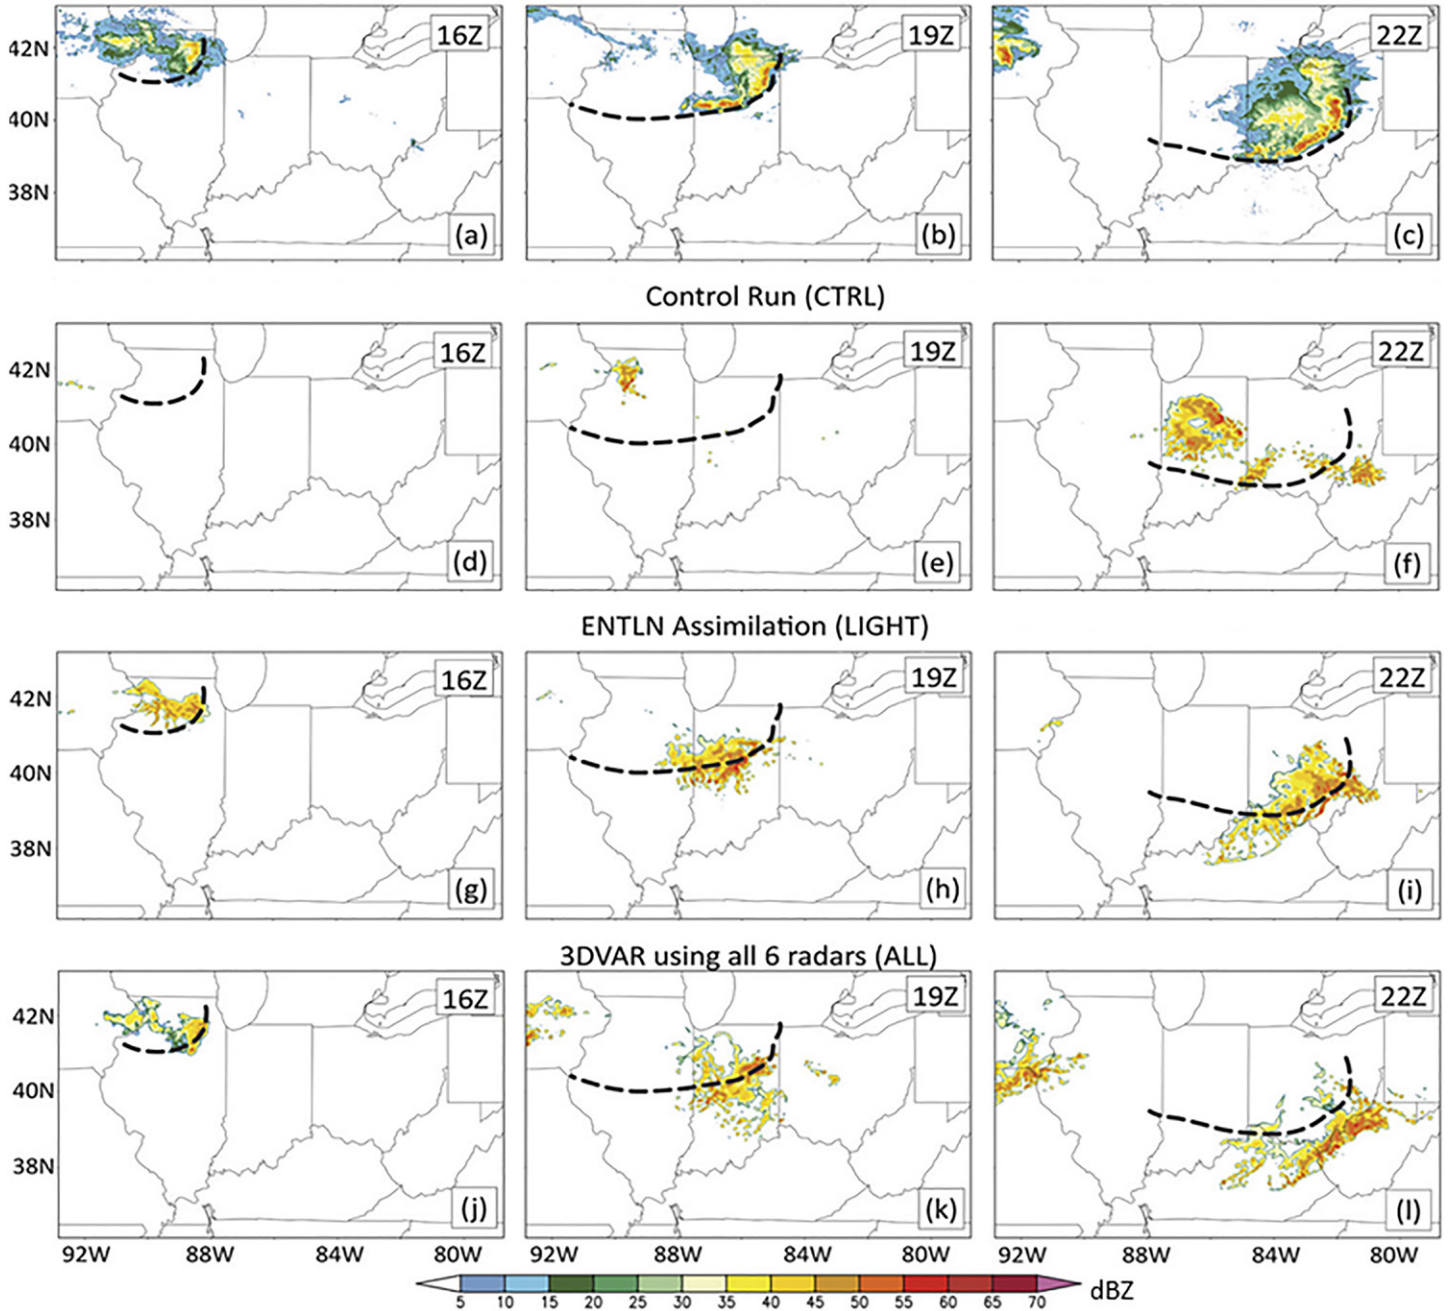 16Z
19Z
22Z
42N
40N
38N
(a)
(b)
(c)
Control Run (CTRL)
16Z
19Z
22Z
42N
40N
38N
(d)
(e)
(f)
ENTLN Assimilation (LIGHT)
16Z
19Z
22Z
42N
40N
38N
(g)
(h)
(i)
3DVAR using all 6 radars (ALL)
16Z
19Z
22Z
42N
40N
38N
(j)
(k)
(l)
92W 88W 84W 80W 92W 88W 84W 80W 92W 88W 84W 80W
dBZ
5 10 15 20 25 30 35 40 45 50 55 60 65 70